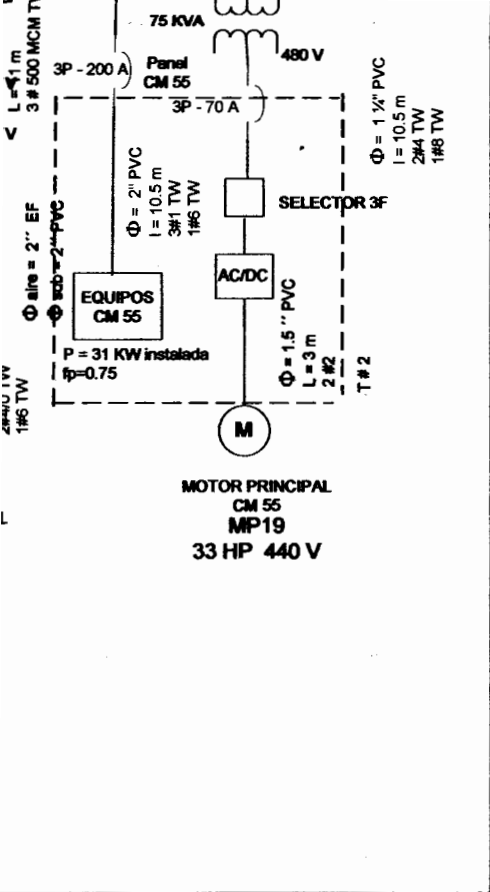 75 KVA
480 V
L = 1 m
3 # 500 MCM
3P - 200 A
Panel
CM 55
3P - 70 A
Φ = 1 ¼" PVC
l = 10.5 m
2#4 TW
1#8 TW
V
Φ = 2" PVC
l = 10.5 m
3#1 TW
1#6 TW
SELECTOR 3F
Φ aire = 2´´ EF
Φ sub = 2´´ PVC
AC/DC
EQUIPOS
CM 55
Φ = 1.5 ´´ PVC
L = 3 m
2 #2
T # 2
P = 31 KW instalada
fp=0.75
1#6 TW
M
L
MOTOR PRINCIPAL
CM 55
MP19
33 HP 440 V